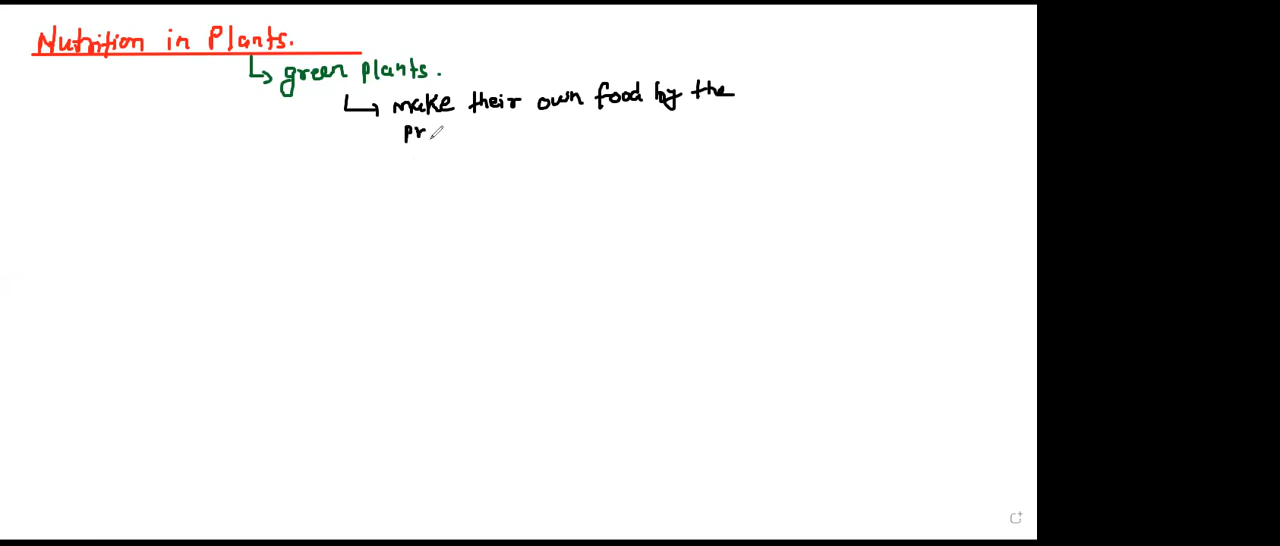 Nutrition in Plants.
green plants.
make their own food by the
pr